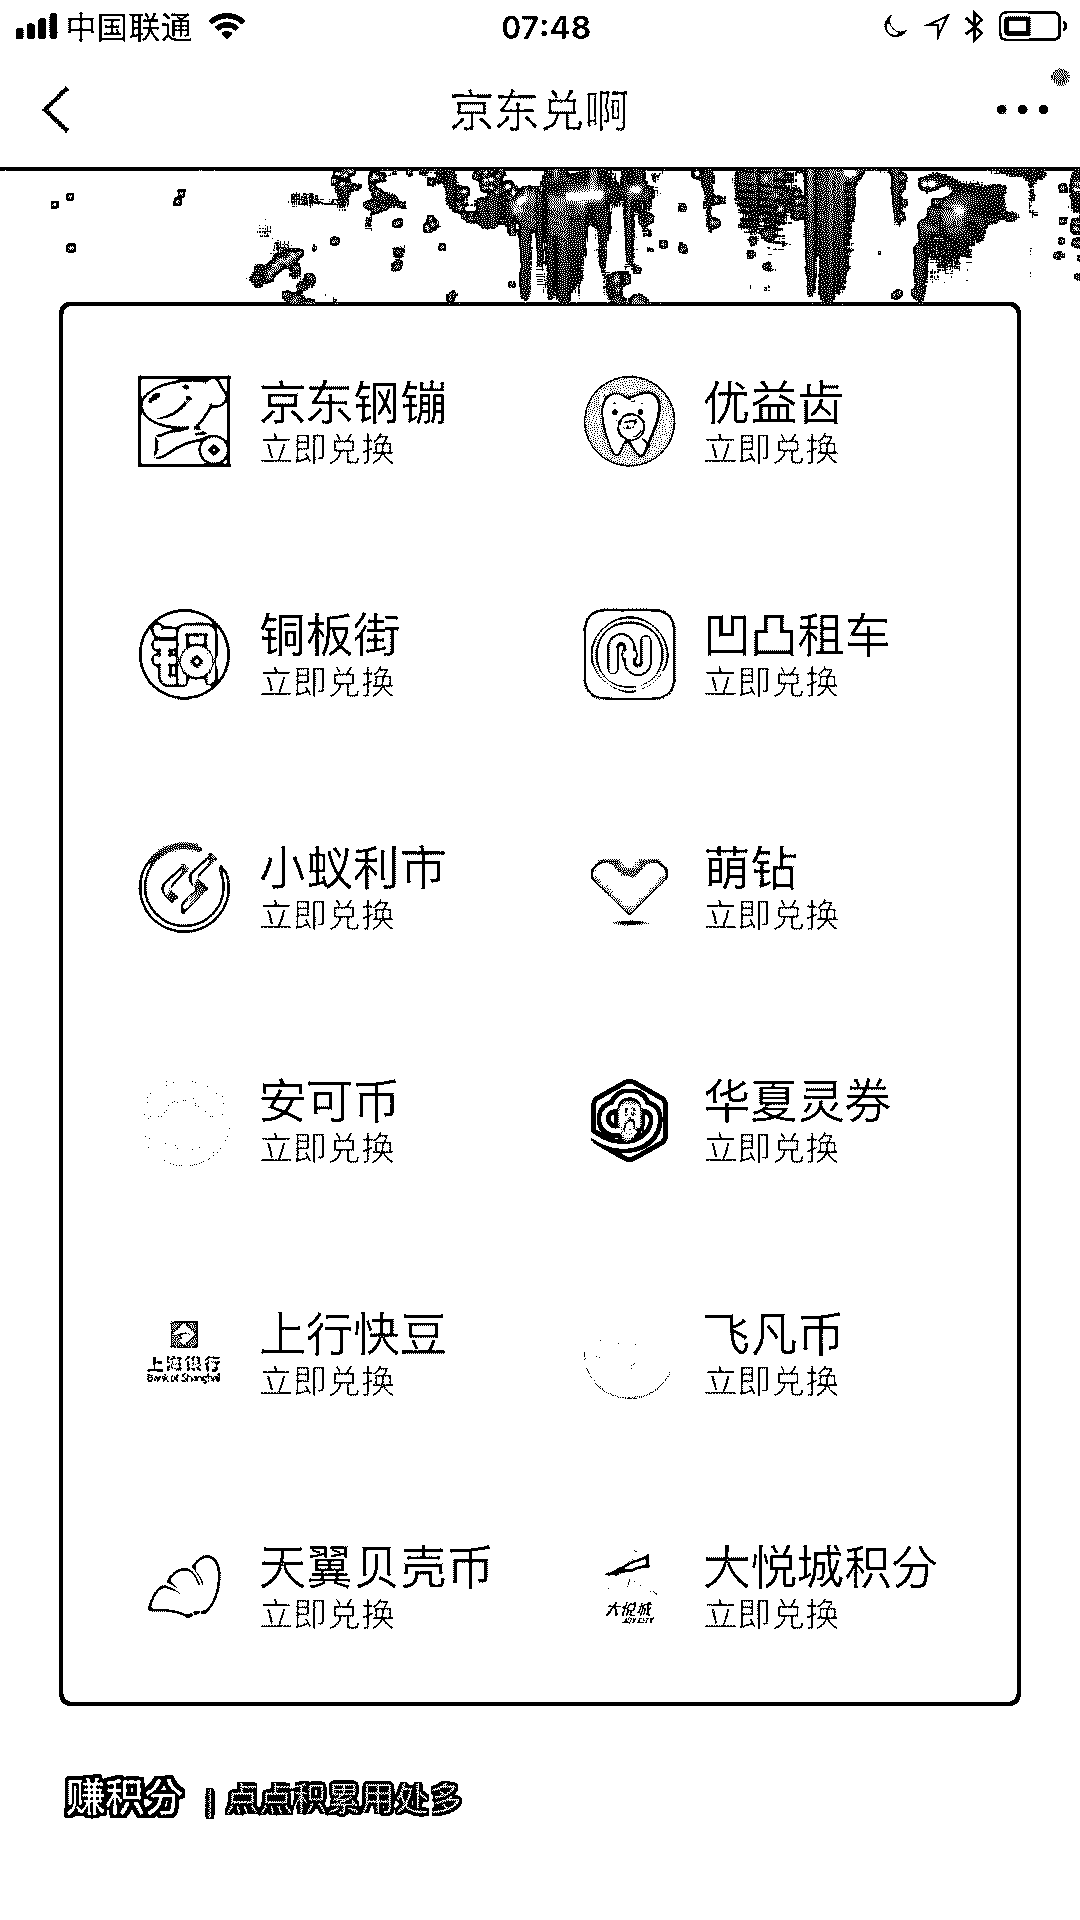 中国联通 07:48
京东兑啊
京东钢镚 优益齿
立即兑换 立即兑换
铜板街 凹凸租车
立即兑换 立即兑换
小蚁利市 萌钻
立即兑换 立即兑换
安可币 华夏灵券
立即兑换 立即兑换
上海银行
Bank of Shanghai
上行快豆 飞凡币
立即兑换 立即兑换
天翼贝壳币 大悦城积分
立即兑换 立即兑换
大悦城
JOY CITY
赚积分 | 点点积累用处多